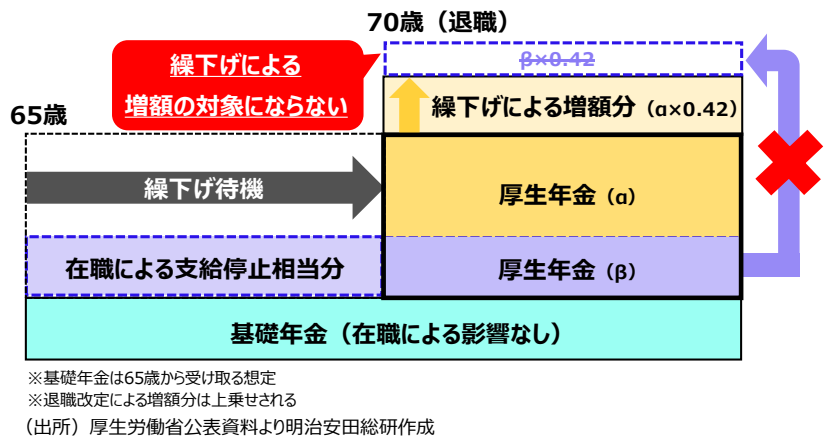 70歳（退職）
β×0.42
繰下げによる
増額の対象にならない
繰下げによる増額分（α×0.42）
65歳
繰下げ待機
厚生年金（α）
在職による支給停止相当分
厚生年金（β）
基礎年金（在職による影響なし）
※基礎年金は65歳から受け取る想定
※退職改定による増額分は上乗せされる
（出所）厚生労働省公表資料より明治安田総研作成